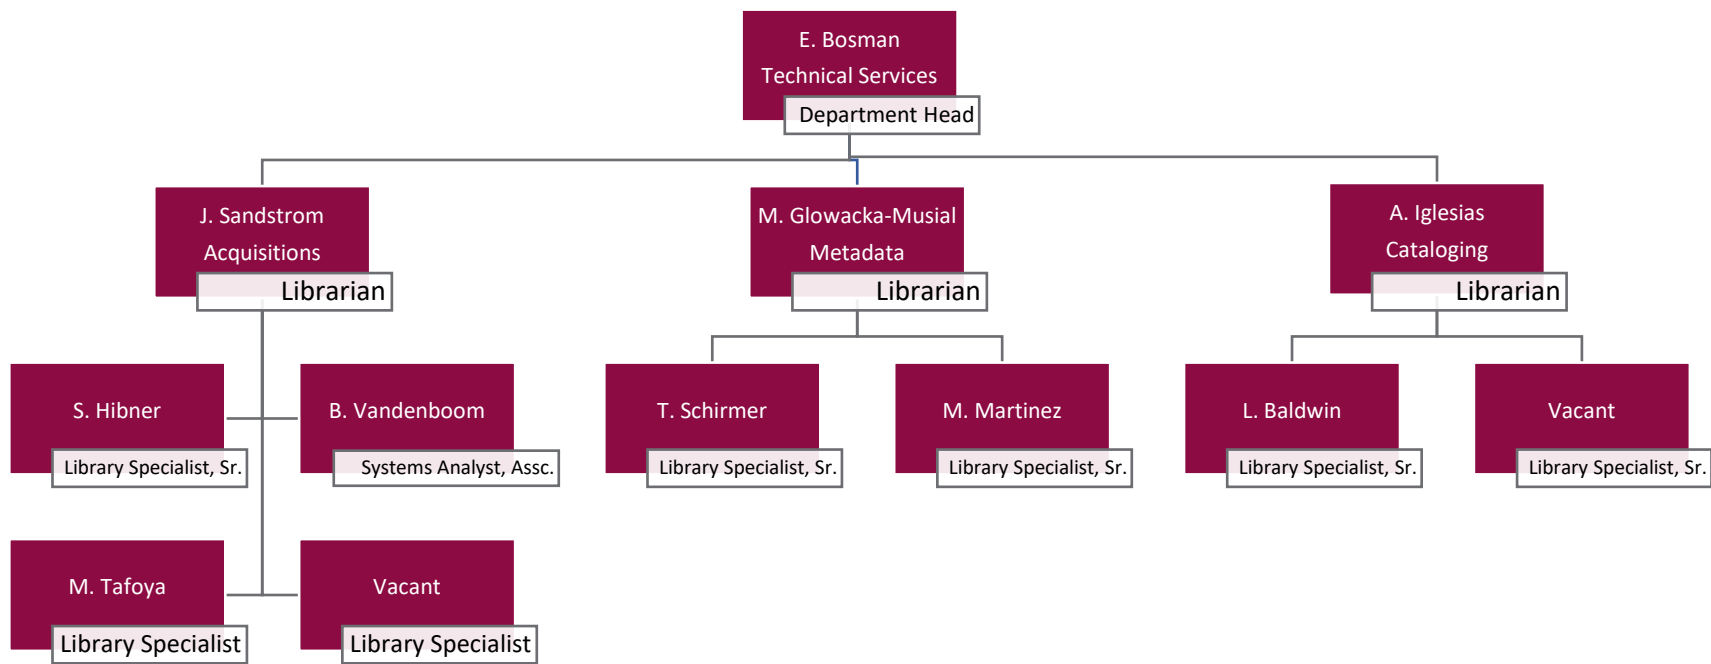 E. Bosman
Technical Services
Department Head
J. Sandstrom
Acquisitions
Librarian
M. Glowacka-Musial
Metadata
Librarian
A. Iglesias
Cataloging
Librarian
S. Hibner
Library Specialist, Sr.
B. Vandenboom
Systems Analyst, Assc.
T. Schirmer
Library Specialist, Sr.
M. Martinez
Library Specialist, Sr.
L. Baldwin
Library Specialist, Sr.
Vacant
Library Specialist, Sr.
M. Tafoya
Library Specialist
Vacant
Library Specialist